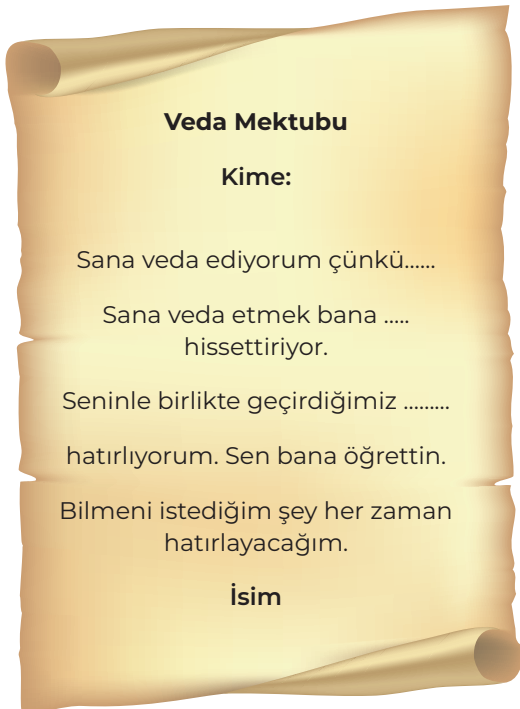 Veda Mektubu
Kime:
Sana veda ediyorum çünkü......
Sana veda etmek bana .....
hissettiriyor.
Seninle birlikte geçirdiğimiz .........
hatırlıyorum. Sen bana öğrettin.
Bilmeni istediğim şey her zaman
hatırlayacağım.
İsim